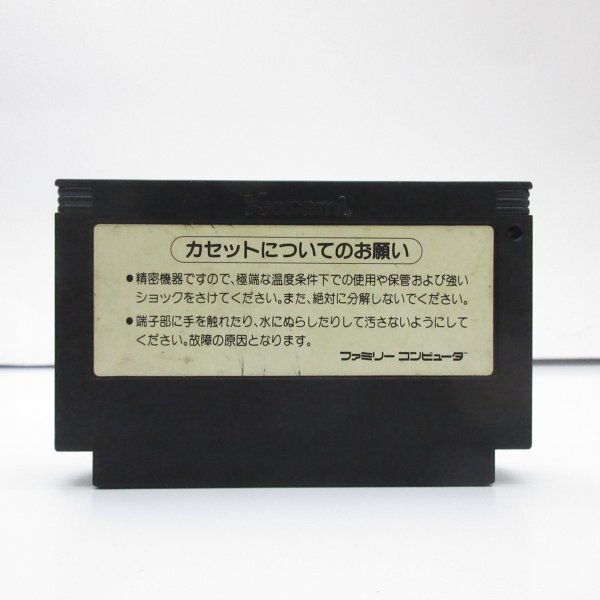 Konami
カセットについてのお願い
●精密機器ですので、極端な温度条件下での使用や保管および強い
ショックをさけてください。また、絶対に分解しないでください。
●端子部に手を触れたり、水にぬらしたりして汚さないようにして
ください。故障の原因となります。
ファミリーコンピュータ™